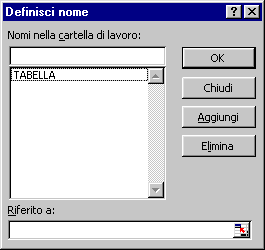 Definisci nome
Nomi nella cartella di lavoro:
OK
TABELLA
Chiudi
Aggiungi
Elimina
Riferito a: